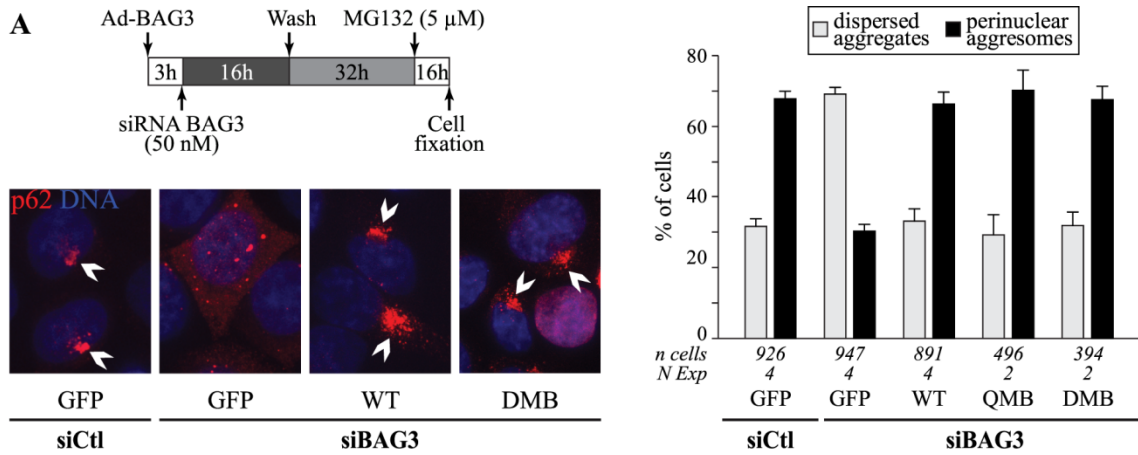 A
Ad-BAG3
Wash
MG132 (5 µM)
3h
16h
32h
16h
siRNA BAG3
(50 nM)
Cell
fixation
p62 DNA
GFP
GFP
WT
DMB
siCtl
siBAG3
dispersed
aggregates
perinuclear
aggresomes
% of cells
80
60
40
20
0
n cells
926
947
891
496
394
N Exp
4
4
4
2
2
GFP
GFP
WT
QMB
DMB
siCtl
siBAG3